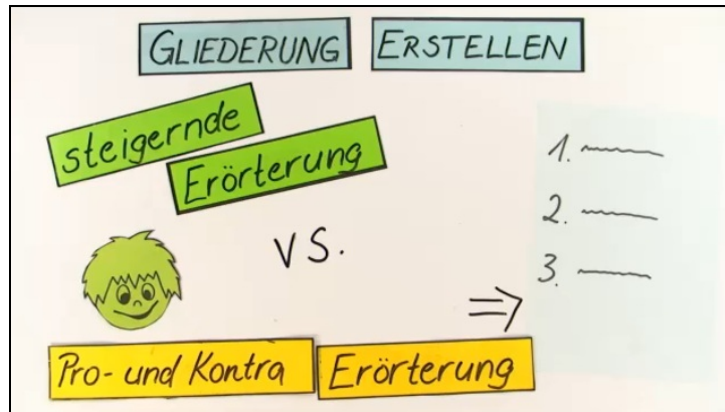 GLIEDERUNG ERSTELLEN
steigernde
Erörterung
VS.
Pro- und Kontra Erörterung
1.
2.
3.